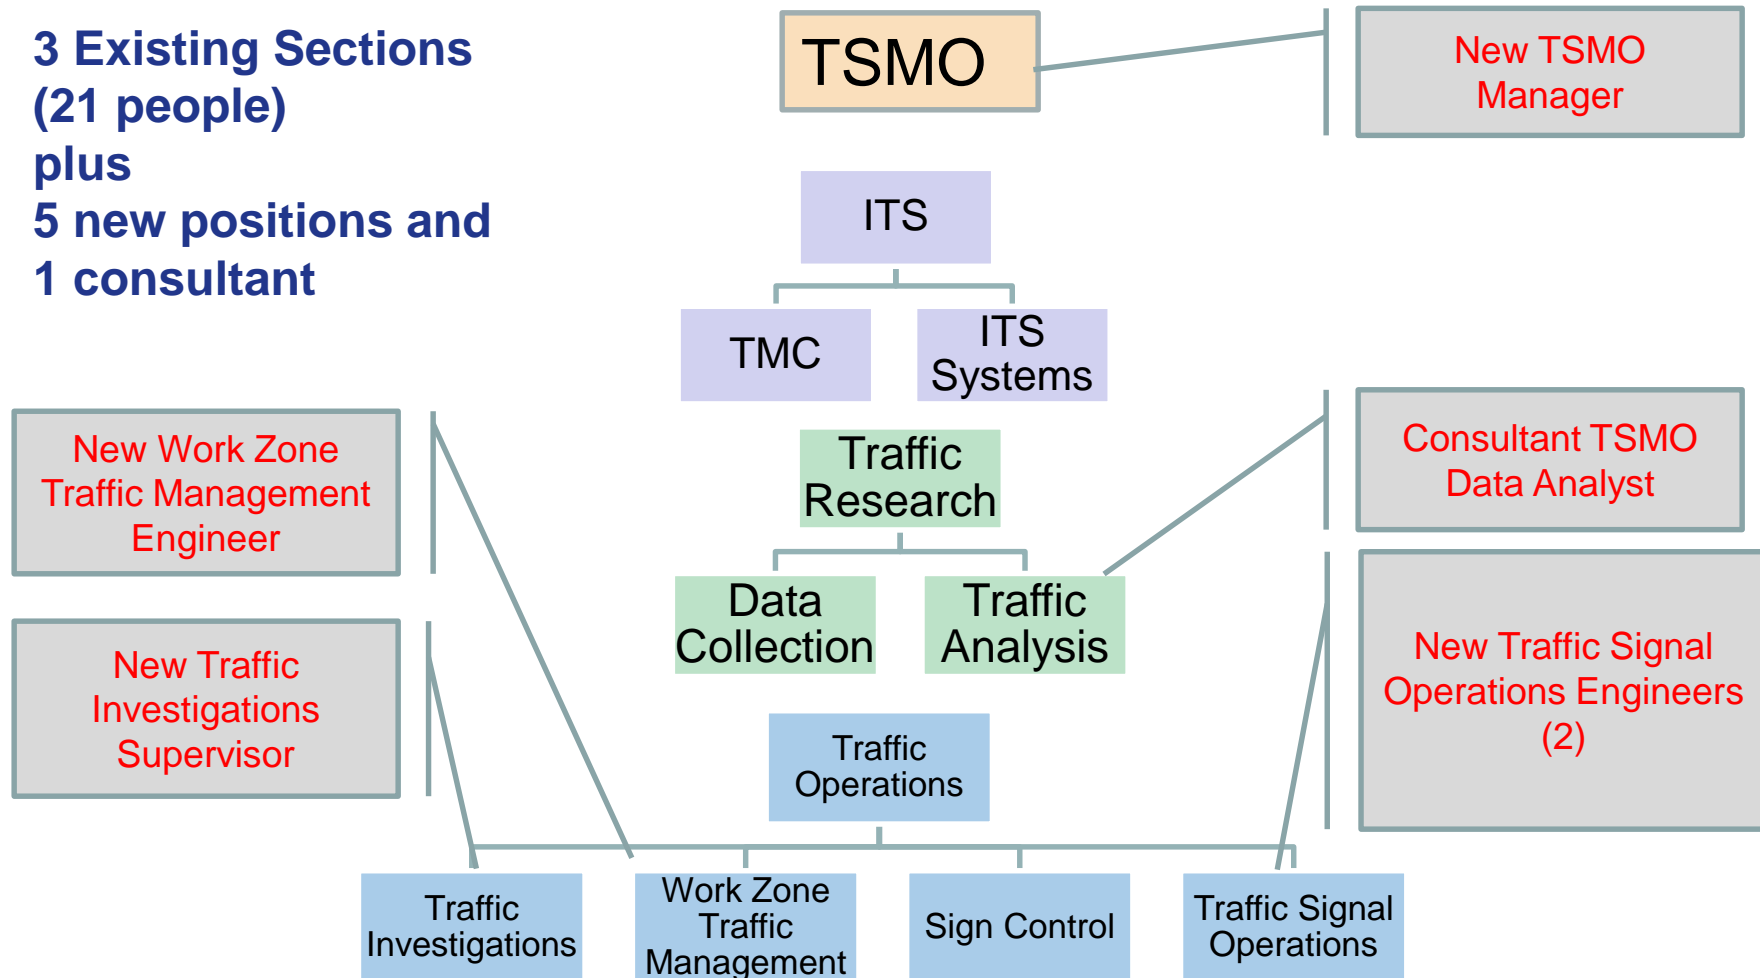 3 Existing Sections
(21 people)
plus
5 new positions and
1 consultant
TSMO
New TSMO
Manager
ITS
TMC
ITS
Systems
New Work Zone
Traffic Management
Engineer
Traffic
Research
Consultant TSMO
Data Analyst
Data
Collection
Traffic
Analysis
New Traffic
Investigations
Supervisor
New Traffic Signal
Operations Engineers
(2)
Traffic
Operations
Traffic
Investigations
Work Zone
Traffic
Management
Sign Control
Traffic Signal
Operations